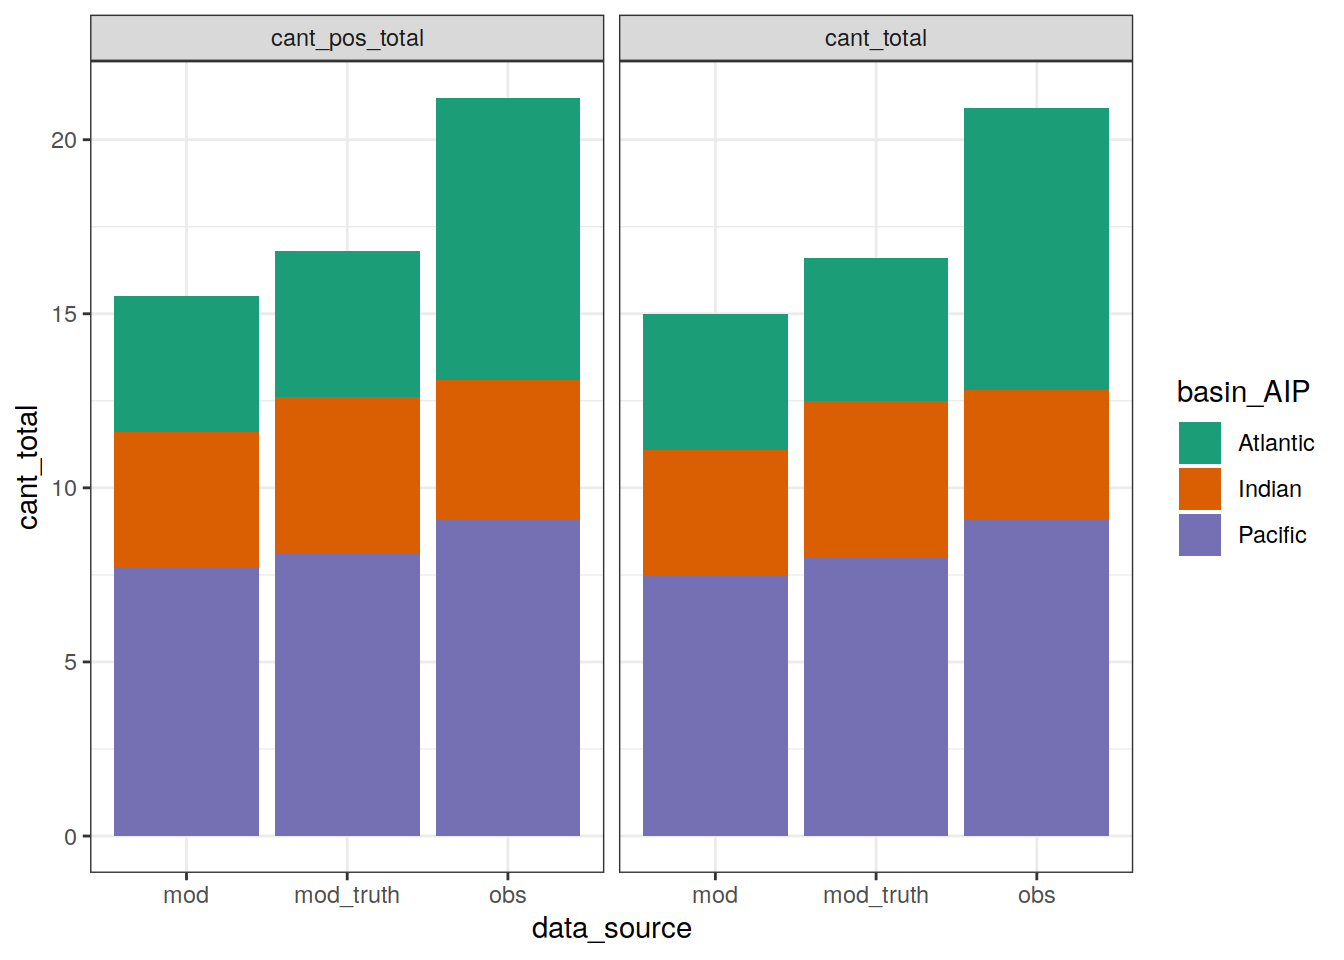 cant_pos_total
cant_total
cant_total
20
15
10
5
0
mod
mod_truth
obs
mod
mod_truth
obs
data_source
basin_AIP
Atlantic
Indian
Pacific